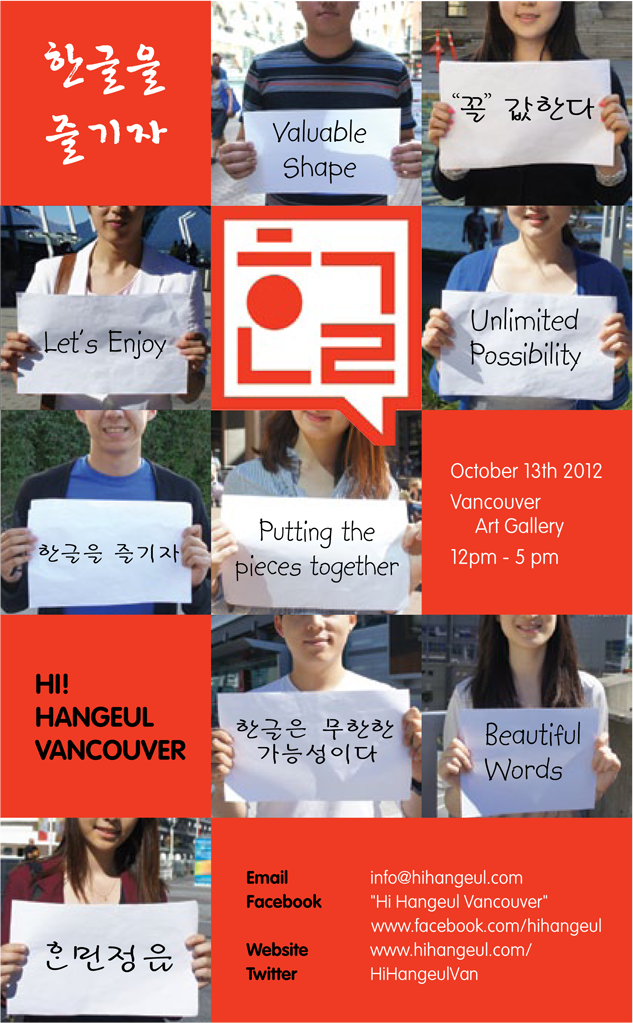 한글을
즐기자
Valuable
Shape
“꼴” 값한다
Let's Enjoy
한글
Unlimited
Possibility
한글을 즐기자
Putting the
pieces together
October 13th 2012
Vancouver
Art Gallery
12pm - 5 pm
HI!
HANGEUL
VANCOUVER
한글은 무한한
가능성이다
Beautiful
Words
훈민정음
Email info@hihangeul.com
Facebook "Hi Hangeul Vancouver"
www.facebook.com/hihangeul
Website www.hihangeul.com/
Twitter HiHangeulVan